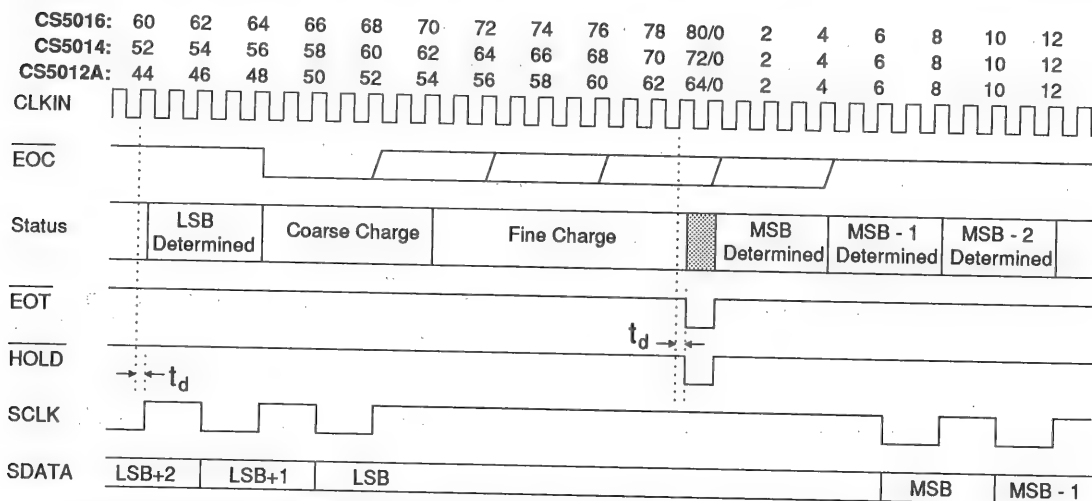 CS5016: 60 62 64 66 68 70 72 74 76 78 80/0 2 4 6 8 10 12
CS5014: 52 54 56 58 60 62 64 66 68 70 72/0 2 4 6 8 10 12
CS5012A: 44 46 48 50 52 54 56 58 60 62 64/0 2 4 6 8 10 12
CLKIN
EOC
Status LSB Determined Coarse Charge Fine Charge MSB Determined MSB - 1 Determined MSB - 2 Determined
EOT
td
HOLD
td
SCLK
SDATA LSB+2 LSB+1 LSB MSB MSB - 1